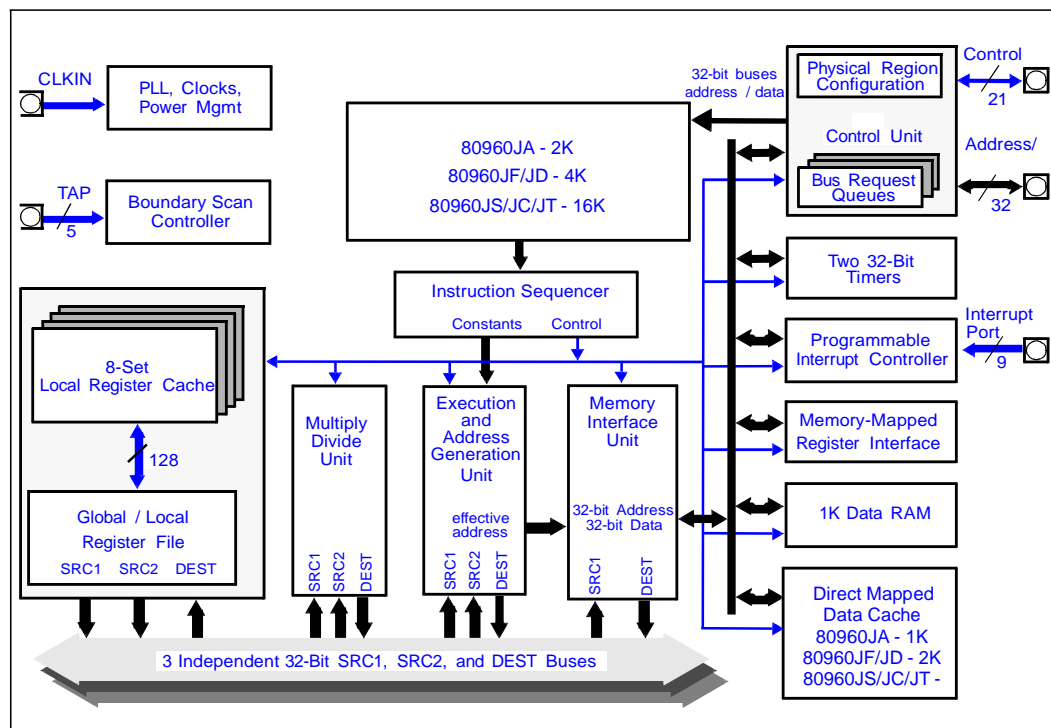 CLKIN
PLL, Clocks,
Power Mgmt
TAP
5
Boundary Scan
Controller
80960JA - 2K
80960JF/JD - 4K
80960JS/JC/JT - 16K
32-bit buses
address / data
Physical Region
Configuration
Control Unit
Bus Request
Queues
Control
21
Address/
32
Instruction Sequencer
Constants
Control
Two 32-Bit
Timers
Programmable
Interrupt Controller
Interrupt
Port
9
Memory-Mapped
Register Interface
1K Data RAM
Direct Mapped
Data Cache
80960JA - 1K
80960JF/JD - 2K
80960JS/JC/JT -
8-Set
Local Register Cache
128
Global / Local
Register File
SRC1 SRC2 DEST
Multiply
Divide
Unit
SRC1
SRC2
DEST
Execution
and
Address
Generation
Unit
effective
address
SRC1
SRC2
DEST
Memory
Interface
Unit
32-bit Address
32-bit Data
SRC1
DEST
3 Independent 32-Bit SRC1, SRC2, and DEST Buses